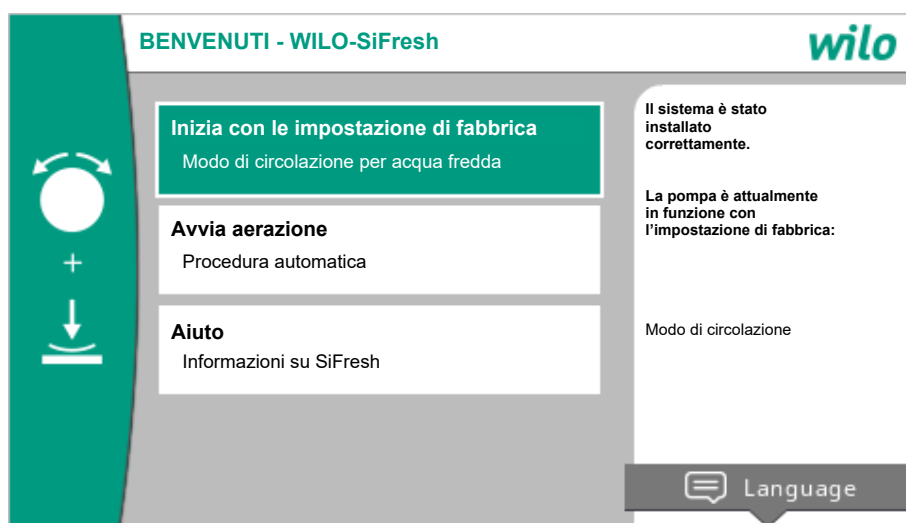 BENVENUTI - WILO-SiFresh
wilo
Inizia con le impostazione di fabbrica
Modo di circolazione per acqua fredda
Avvia aerazione
Procedura automatica
Aiuto
Informazioni su SiFresh
Il sistema è stato
installato
correttamente.
La pompa è attualmente
in funzione con
l'impostazione di fabbrica:
Modo di circolazione
+
Language